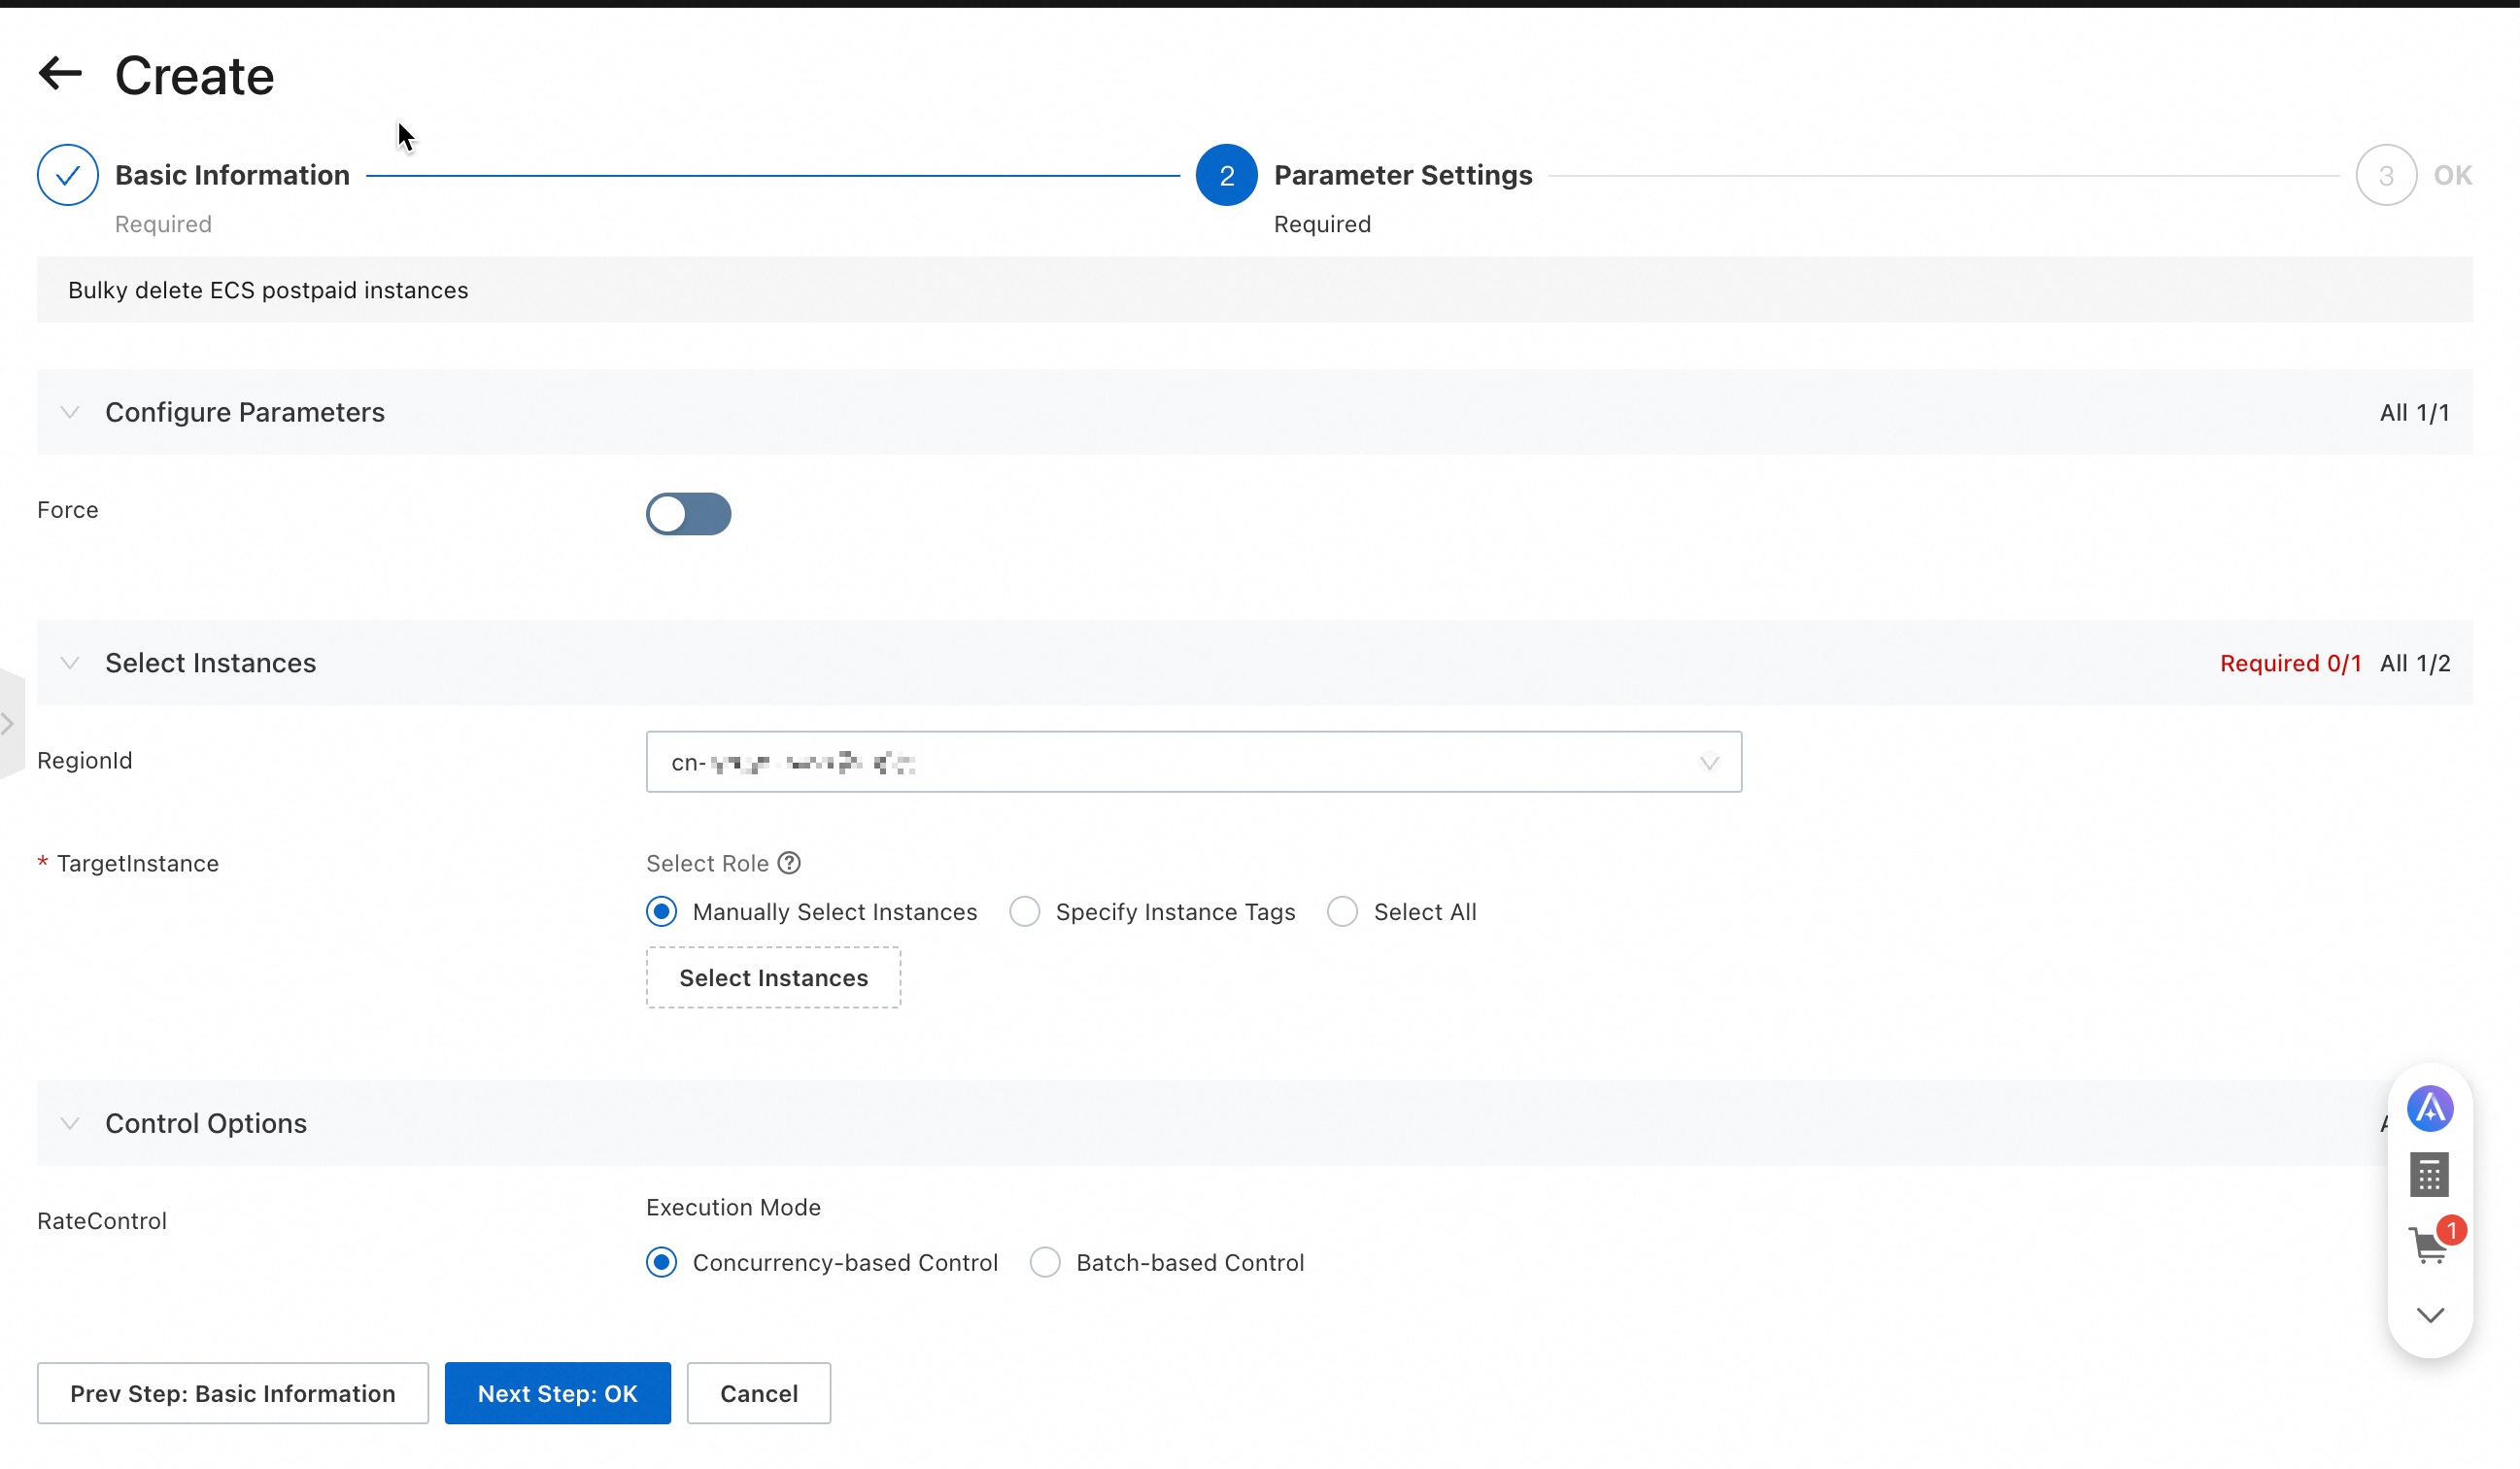 Create
Basic Information
Required
2
Parameter Settings
Required
3
OK
Bulky delete ECS postpaid instances
Configure Parameters
All 1/1
Force
Select Instances
Required 0/1 All 1/2
RegionId
cn-
* TargetInstance
Select Role
Manually Select Instances
Specify Instance Tags
Select All
Select Instances
Control Options
RateControl
Execution Mode
Concurrency-based Control
Batch-based Control
1
Prev Step: Basic Information
Next Step: OK
Cancel